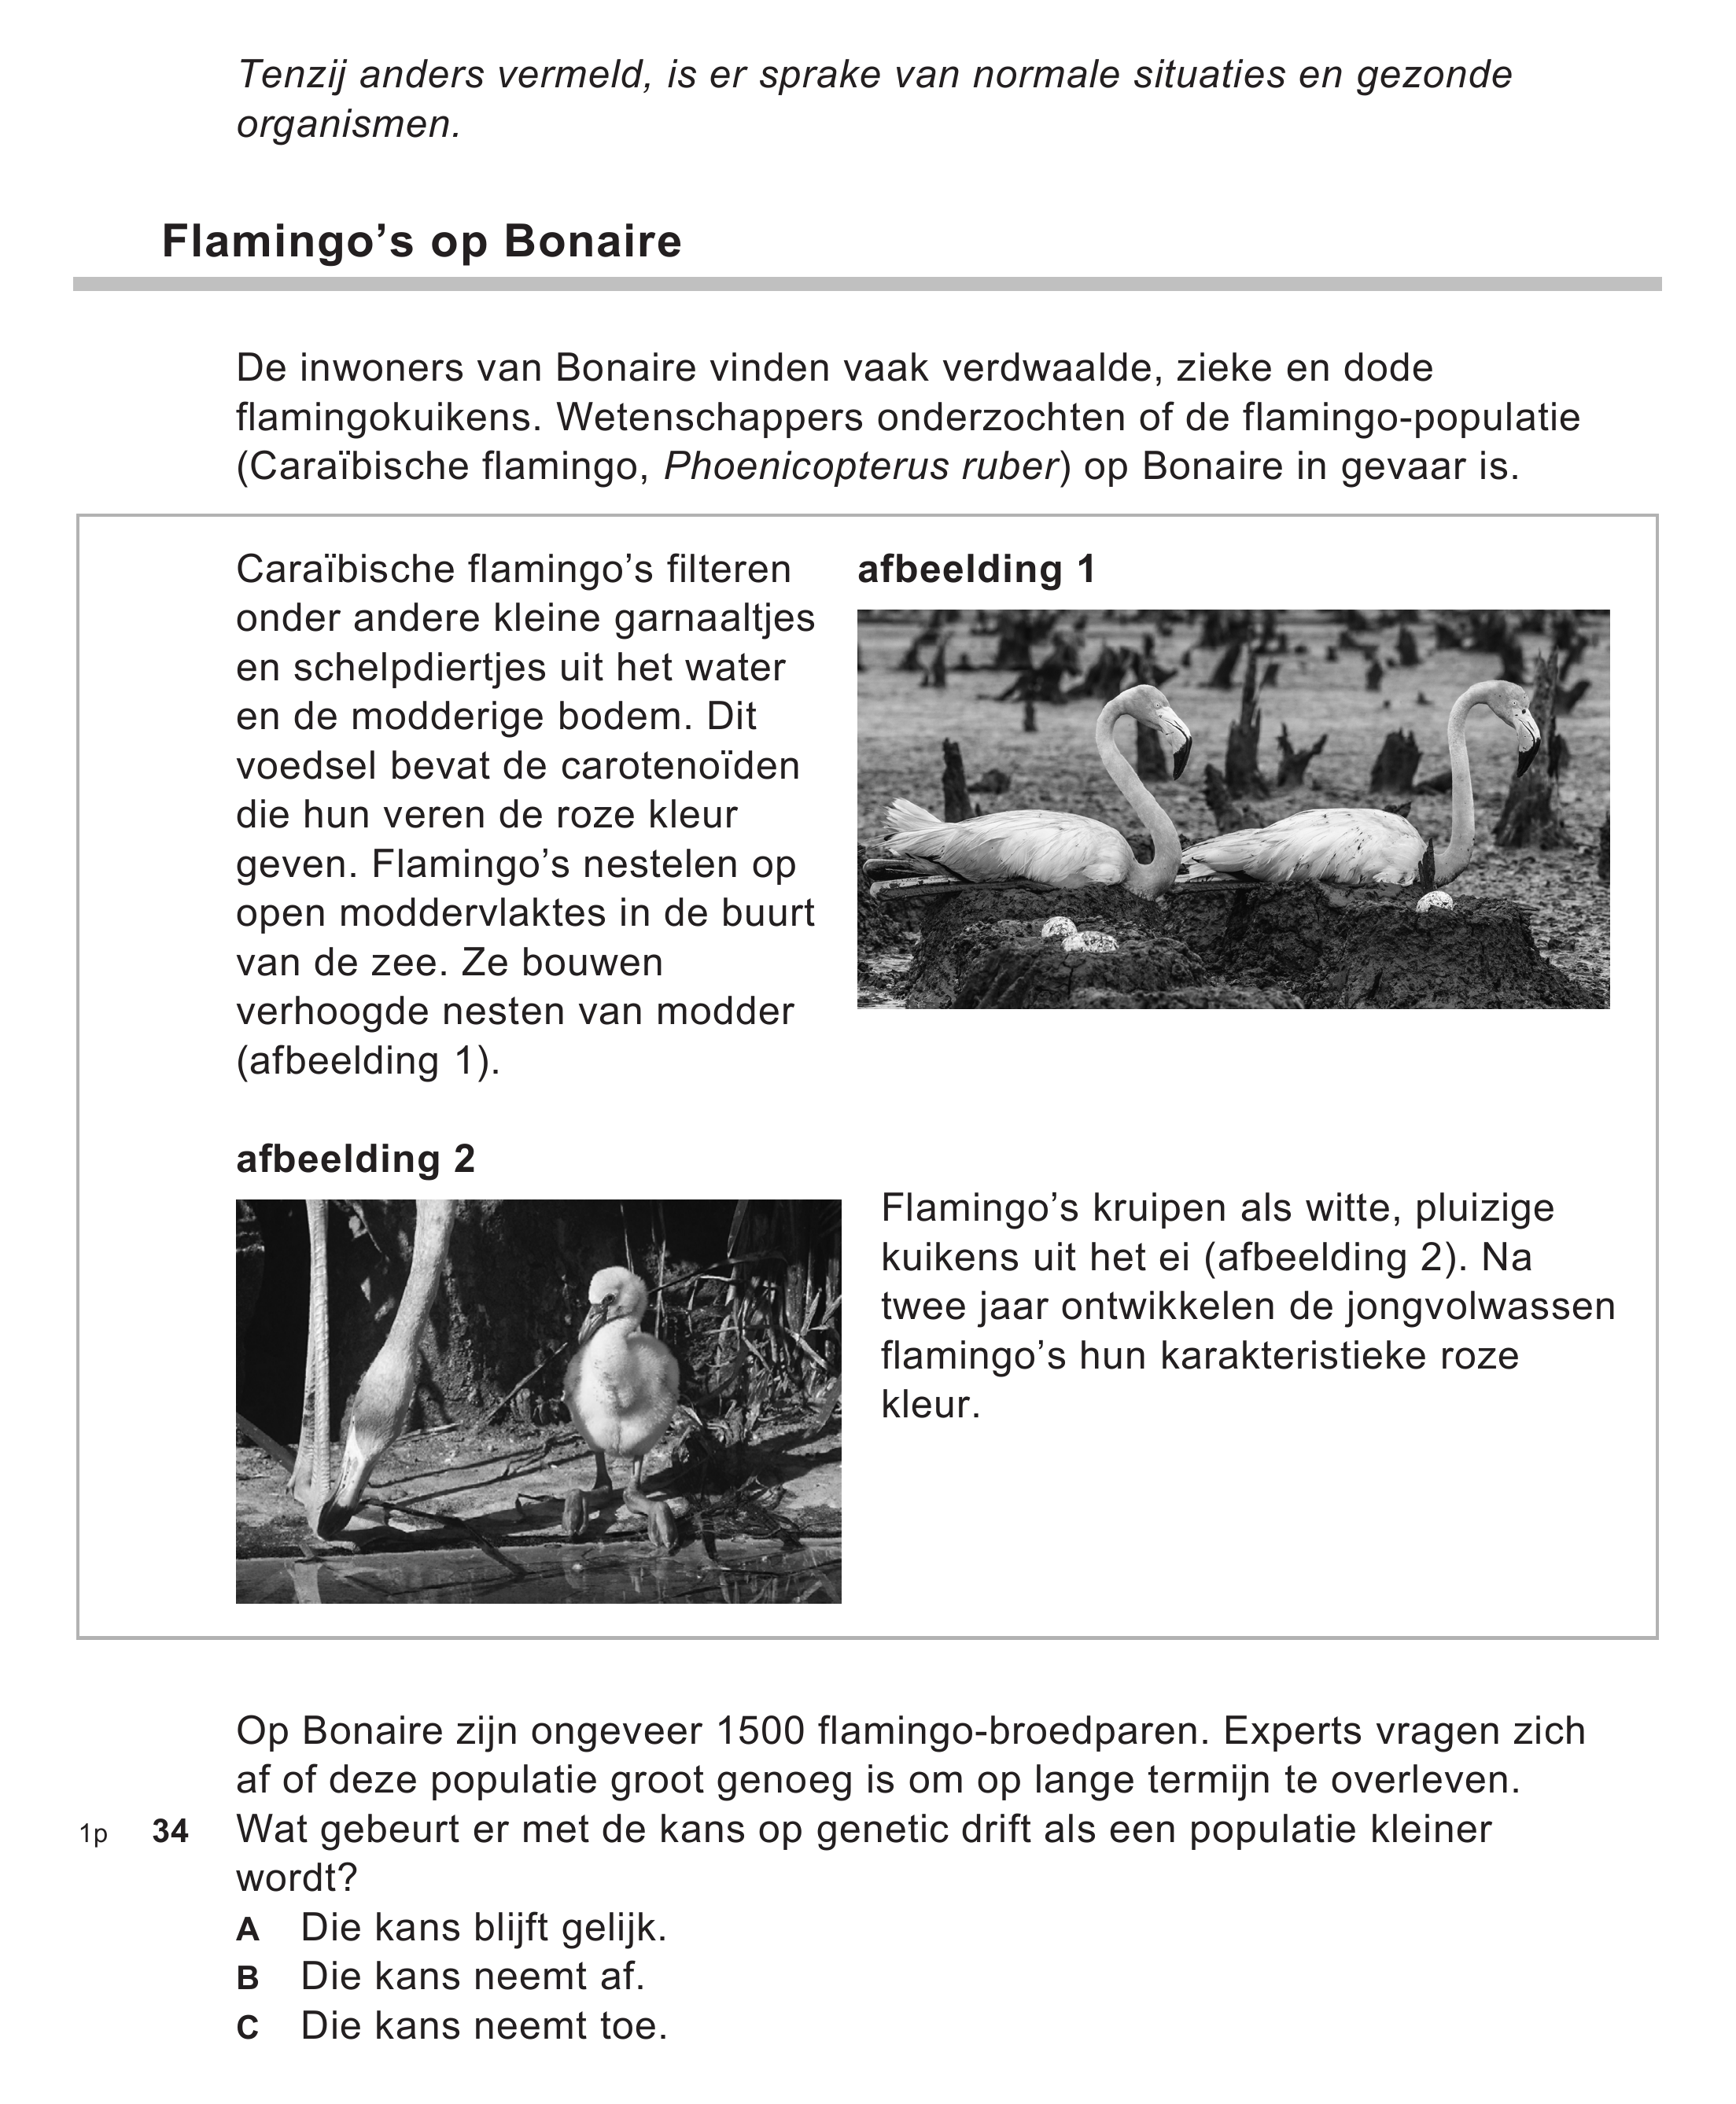 Tenzij anders vermeld, is er sprake van normale situaties en gezonde
organismen.
Flamingo’s op Bonaire
De inwoners van Bonaire vinden vaak verdwaalde, zieke en dode
flamingokuikens. Wetenschappers onderzochten of de flamingo-populatie
(Caraïbische flamingo, Phoenicopterus ruber) op Bonaire in gevaar is.
Caraïbische flamingo’s filteren
onder andere kleine garnaaltjes
en schelpdiertjes uit het water
en de modderige bodem. Dit
voedsel bevat de carotenoïden
die hun veren de roze kleur
geven. Flamingo’s nestelen op
open moddervlaktes in de buurt
van de zee. Ze bouwen
verhoogde nesten van modder
(afbeelding 1).
afbeelding 1
afbeelding 2
Flamingo’s kruipen als witte, pluizige
kuikens uit het ei (afbeelding 2). Na
twee jaar ontwikkelen de jongvolwassen
flamingo’s hun karakteristieke roze
kleur.
Op Bonaire zijn ongeveer 1500 flamingo-broedparen. Experts vragen zich
af of deze populatie groot genoeg is om op lange termijn te overleven.
1p 34 Wat gebeurt er met de kans op genetic drift als een populatie kleiner
wordt?
A Die kans blijft gelijk.
B Die kans neemt af.
C Die kans neemt toe.